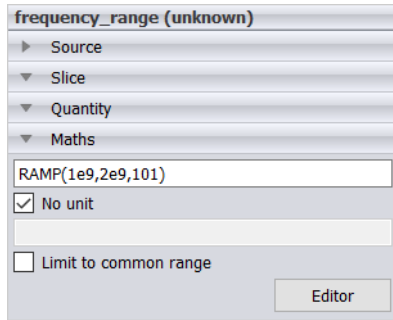 frequency_range (unknown)
Source
Slice
Quantity
Maths
RAMP(1e9,2e9,101)
No unit
Limit to common range
Editor